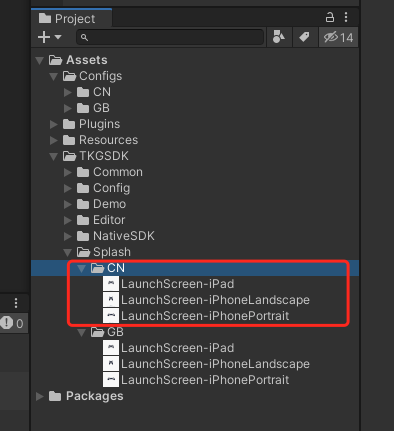 Project
14
Assets
Configs
CN
GB
Plugins
Resources
TKGSDK
Common
Config
Demo
Editor
NativeSDK
Splash
CN
LaunchScreen-iPad
LaunchScreen-iPhoneLandscape
LaunchScreen-iPhonePortrait
0
GB
LaunchScreen-iPad
LaunchScreen-iPhoneLandscape
LaunchScreen-iPhonePortrait
Packages